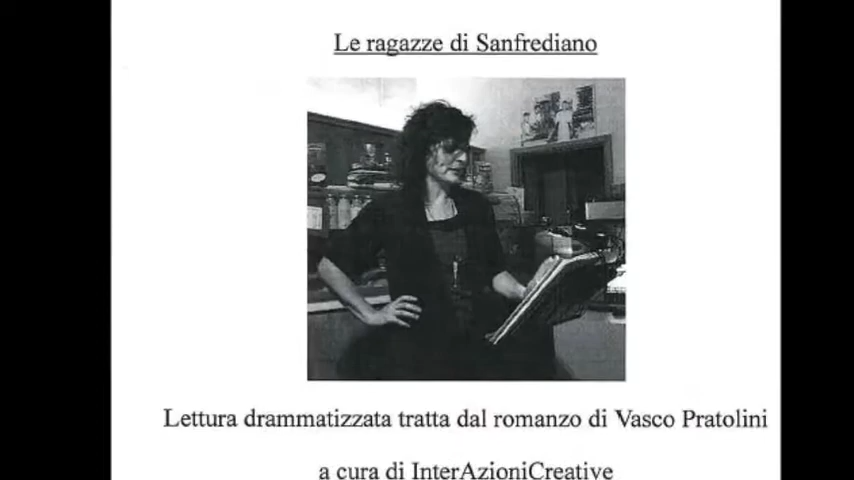 Le ragazze di Sanfrediano
Lettura drammatizzata tratta dal romanzo di Vasco Pratolini
a cura di InterAzioniCreative